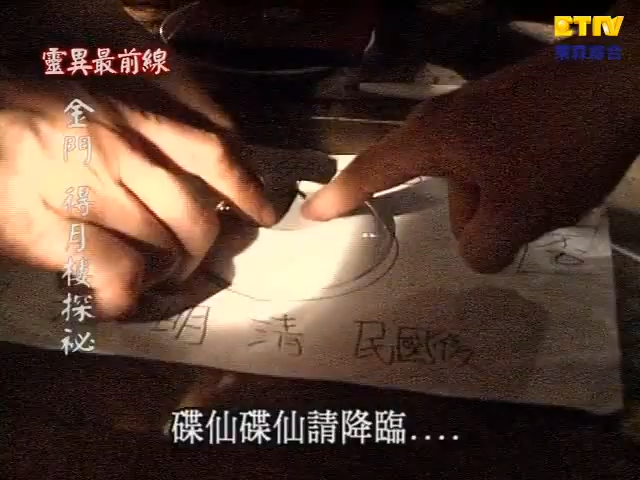 ETTV
東森綜合
靈異最前線
金門 得月樓探祕
明 清 民國
碟仙碟仙請降臨....